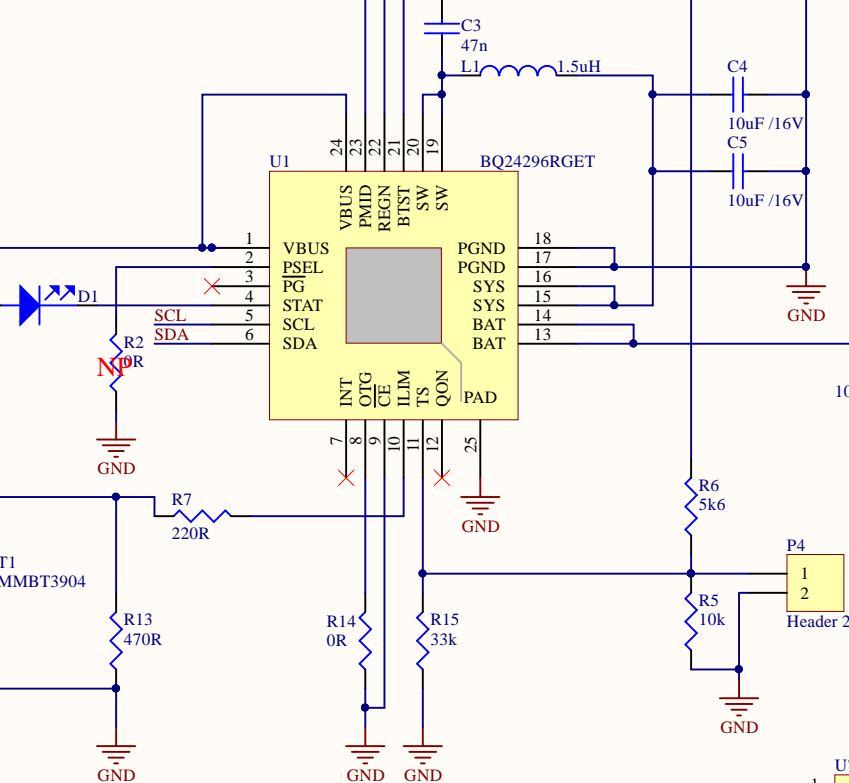 C3
47n
L1 1.5uH
C4
10uF /16V
C5
10uF /16V
U1 BQ24296RGET
24 23 22 21 20 19
VBUS PMID REGN BTST SW SW
1 VBUS PGND 18
2 PSEL PGND 17
3 PG SYS 16
4 STAT SYS 15
5 SCL BAT 14
6 SDA BAT 13
D1
SCL
SDA
GND
R2
0R
NP
INT OTG CE ILIM TS QON PAD
7 8 9 10 11 12 25
10
GND
GND
R7
220R
R6
5k6
T1
MMBT3904
P4
1
2
Header 2
R13
470R
R14
0R
R15
33k
R5
10k
GND
GND
GND
GND
U
1